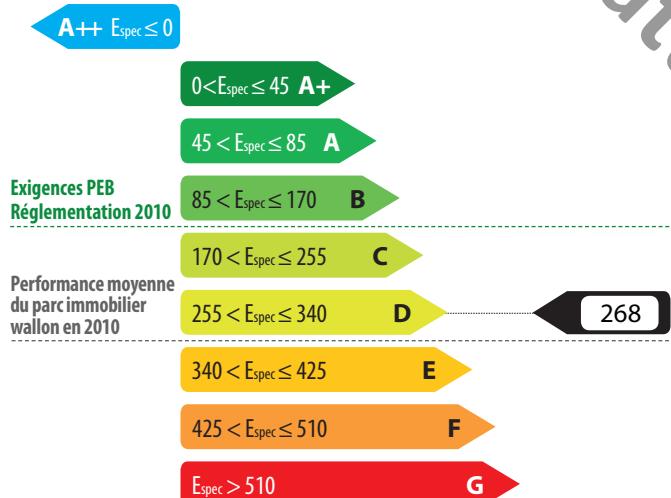 A++ Espec ≤ 0
0<Espec ≤ 45 A+
45 < Espec ≤ 85 A
Exigences PEB
Réglementation 2010
85 < Espec ≤ 170 B
170 < Espec ≤ 255 C
Performance moyenne
du parc immobilier
wallon en 2010
255 < Espec ≤ 340 D
268
340 < Espec ≤ 425 E
425 < Espec ≤ 510 F
Espec > 510 G